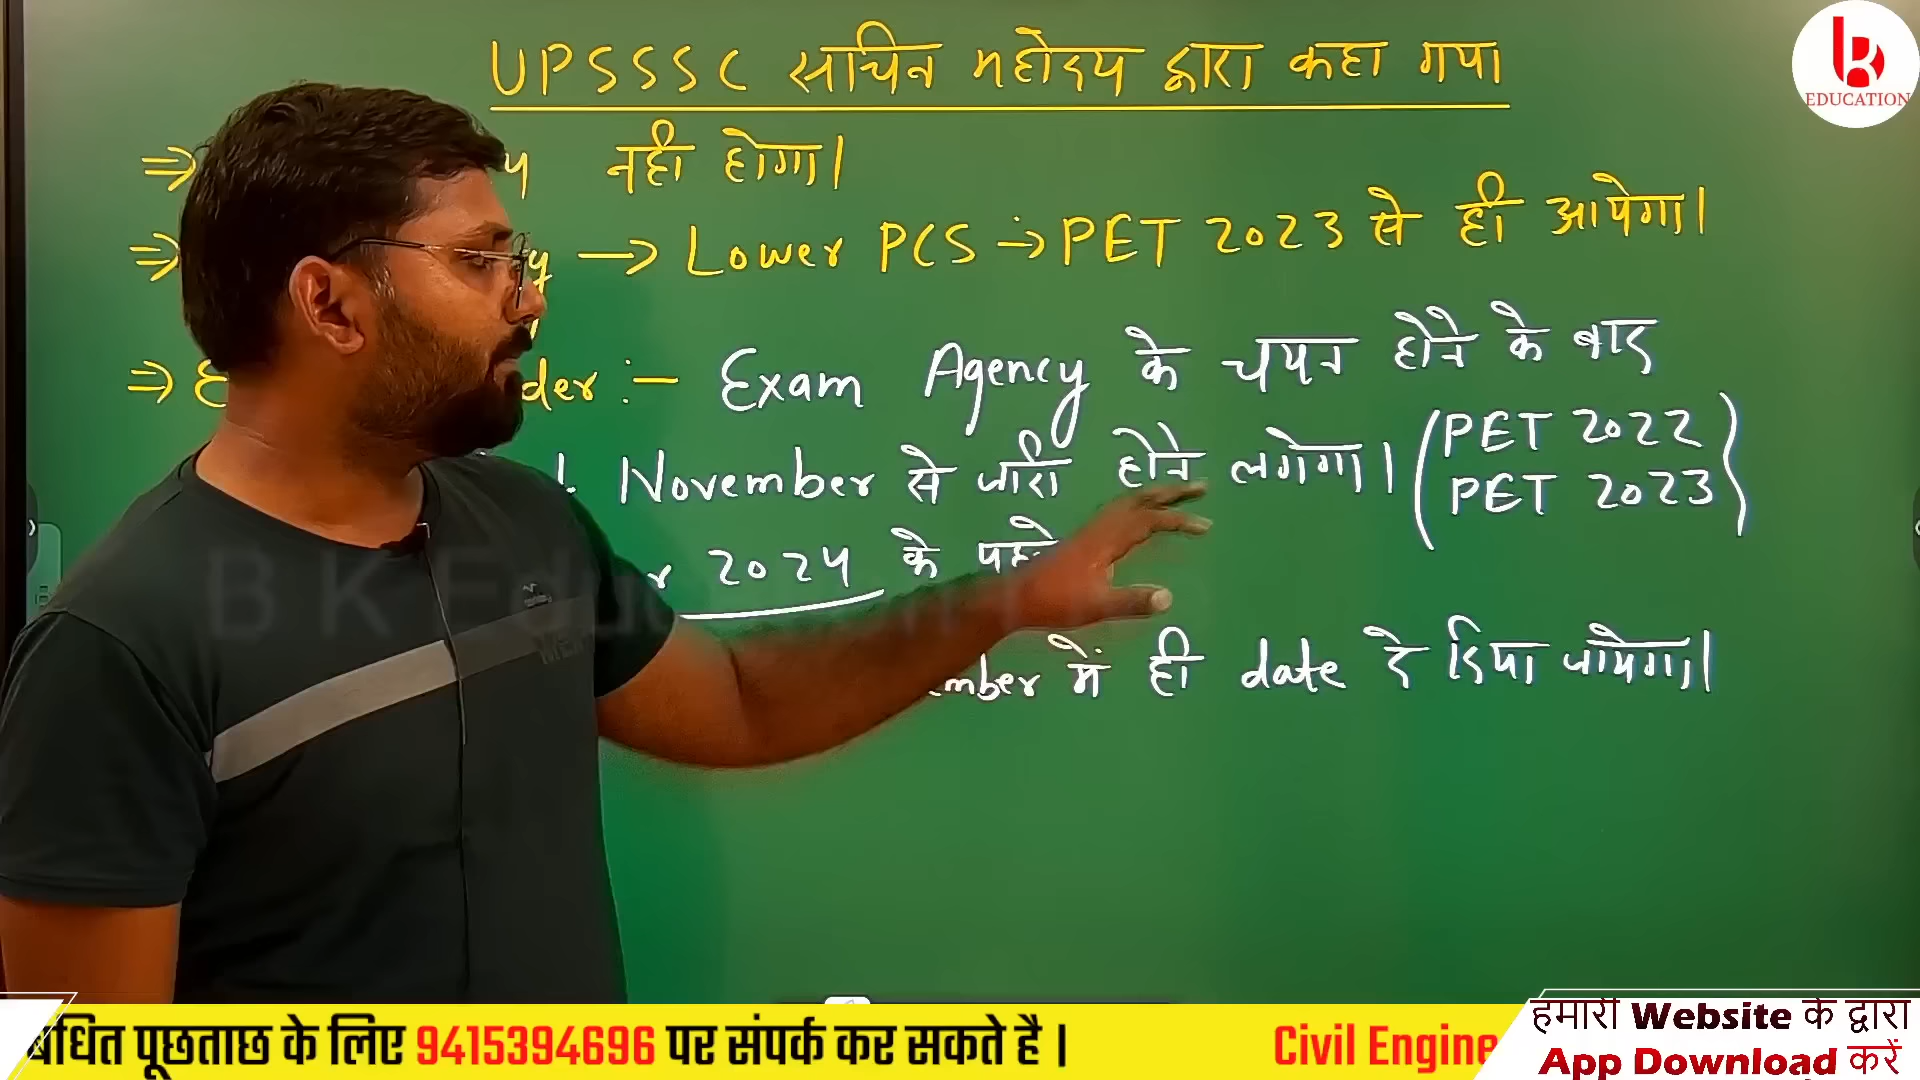 UPSSSC सचिव महोदय द्वारा कहा गया
EDUCATION
⇒ नही होगा।
⇒ y → Lower PCS → PET 2023 से ही आयेगा।
⇒ E der :- Exam Agency के चयन होने के बाद
November से जारी होने लगेगा। (PET 2022
PET 2023)
r 2024 के पहले
B K Education
mber में ही date दे दिया जायेगा।
बंधित पूछताछ के लिए 9415394696 पर संपर्क कर सकते है ।
Civil Engine
हमारी Website के द्वारा
App Download करें